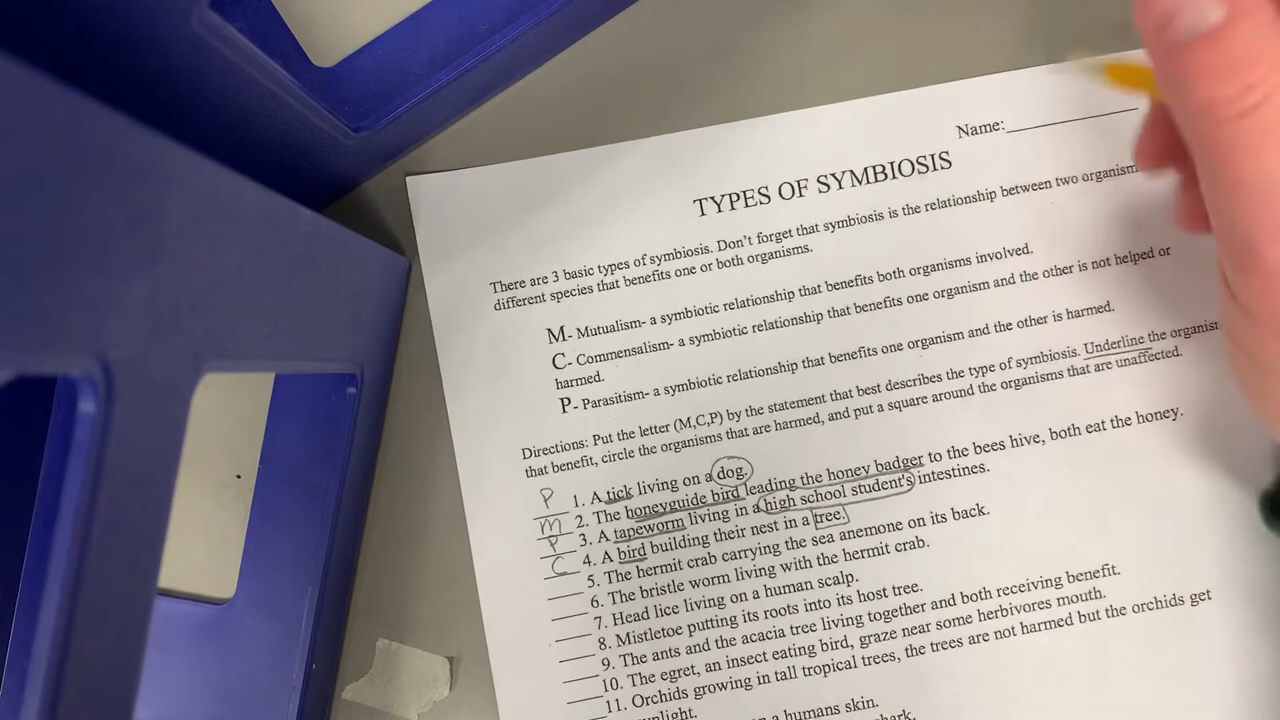 Name:
TYPES OF SYMBIOSIS
There are 3 basic types of symbiosis. Don't forget that symbiosis is the relationship between two
different species that benefits one or both organisms.
M- Mutualism- a symbiotic relationship that benefits both organisms involved.
C- Commensalism- a symbiotic relationship that benefits one organism and the other is not helped or
harmed.
P- Parasitism- a symbiotic relationship that benefits one organism and the other is harmed.
Directions: Put the letter (M,C,P) by the statement that best describes the type of symbiosis. Underline the
that benefit, circle the organisms that are harmed, and put a square around the organisms that are unaffected.
P 1. A tick living on a dog.
M 2. The honeyguide bird leading the honey badger to the bees hive, both eat the honey.
P 3. A tapeworm living in a high school student's intestines.
C 4. A bird building their nest in a tree.
5. The hermit crab carrying the sea anemone on its back.
6. The bristle worm living with the hermit crab.
7. Head lice living on a human scalp.
8. Mistletoe putting its roots into its host tree.
9. The ants and the acacia tree living together and both receiving benefit.
10. The egret, an insect eating bird, graze near some herbivores mouth.
11. Orchids growing in tall tropical trees, the trees are not harmed but the orchids get
a humans skin.